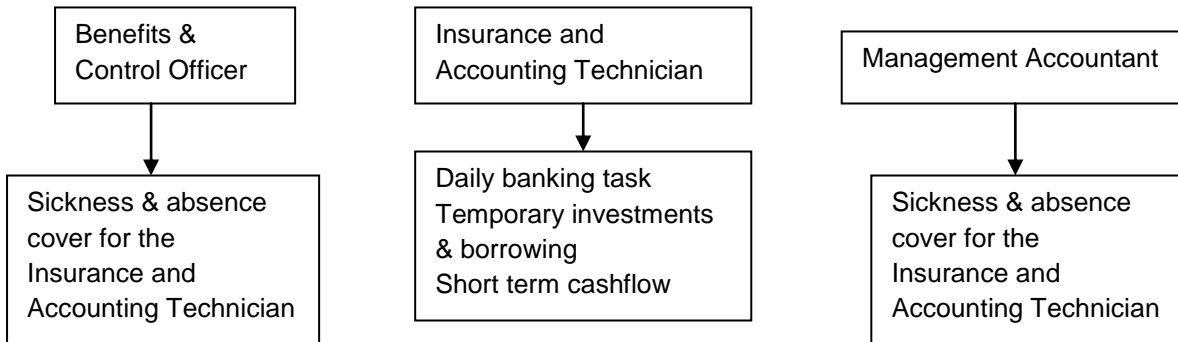 Benefits &
Control Officer
Insurance and
Accounting Technician
Management Accountant
Sickness & absence
cover for the
Insurance and
Accounting Technician
Daily banking task
Temporary investments
& borrowing
Short term cashflow
Sickness & absence
cover for the
Insurance and
Accounting Technician